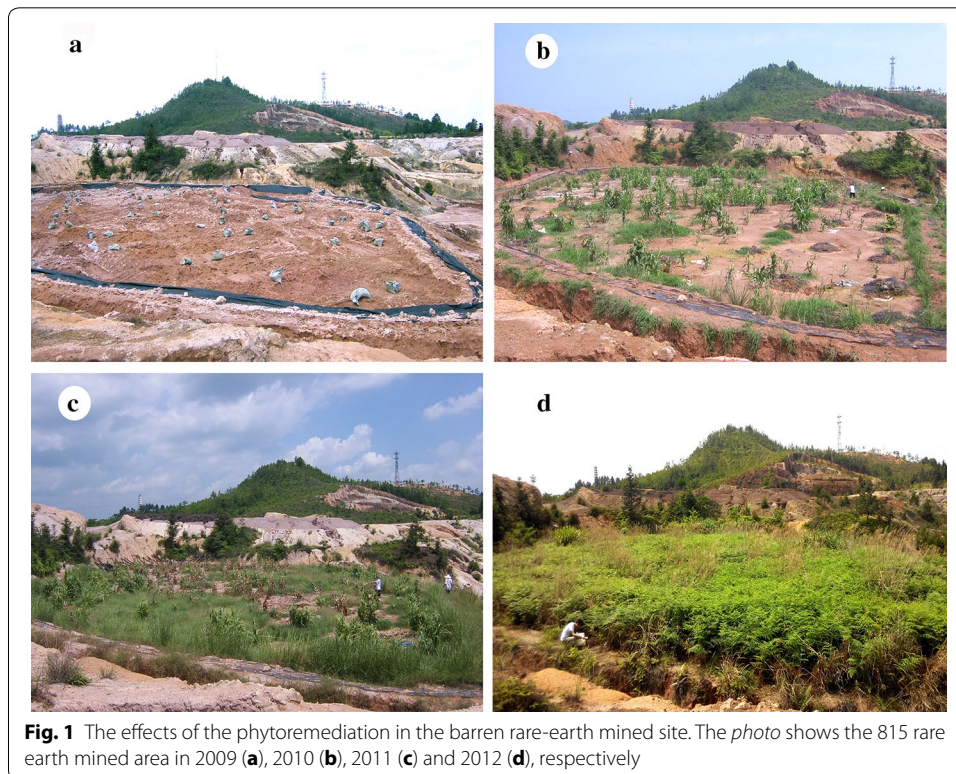 a
b
c
d
Fig. 1 The effects of the phytoremediation in the barren rare-earth mined site. The photo shows the 815 rare
earth mined area in 2009 (a), 2010 (b), 2011 (c) and 2012 (d), respectively